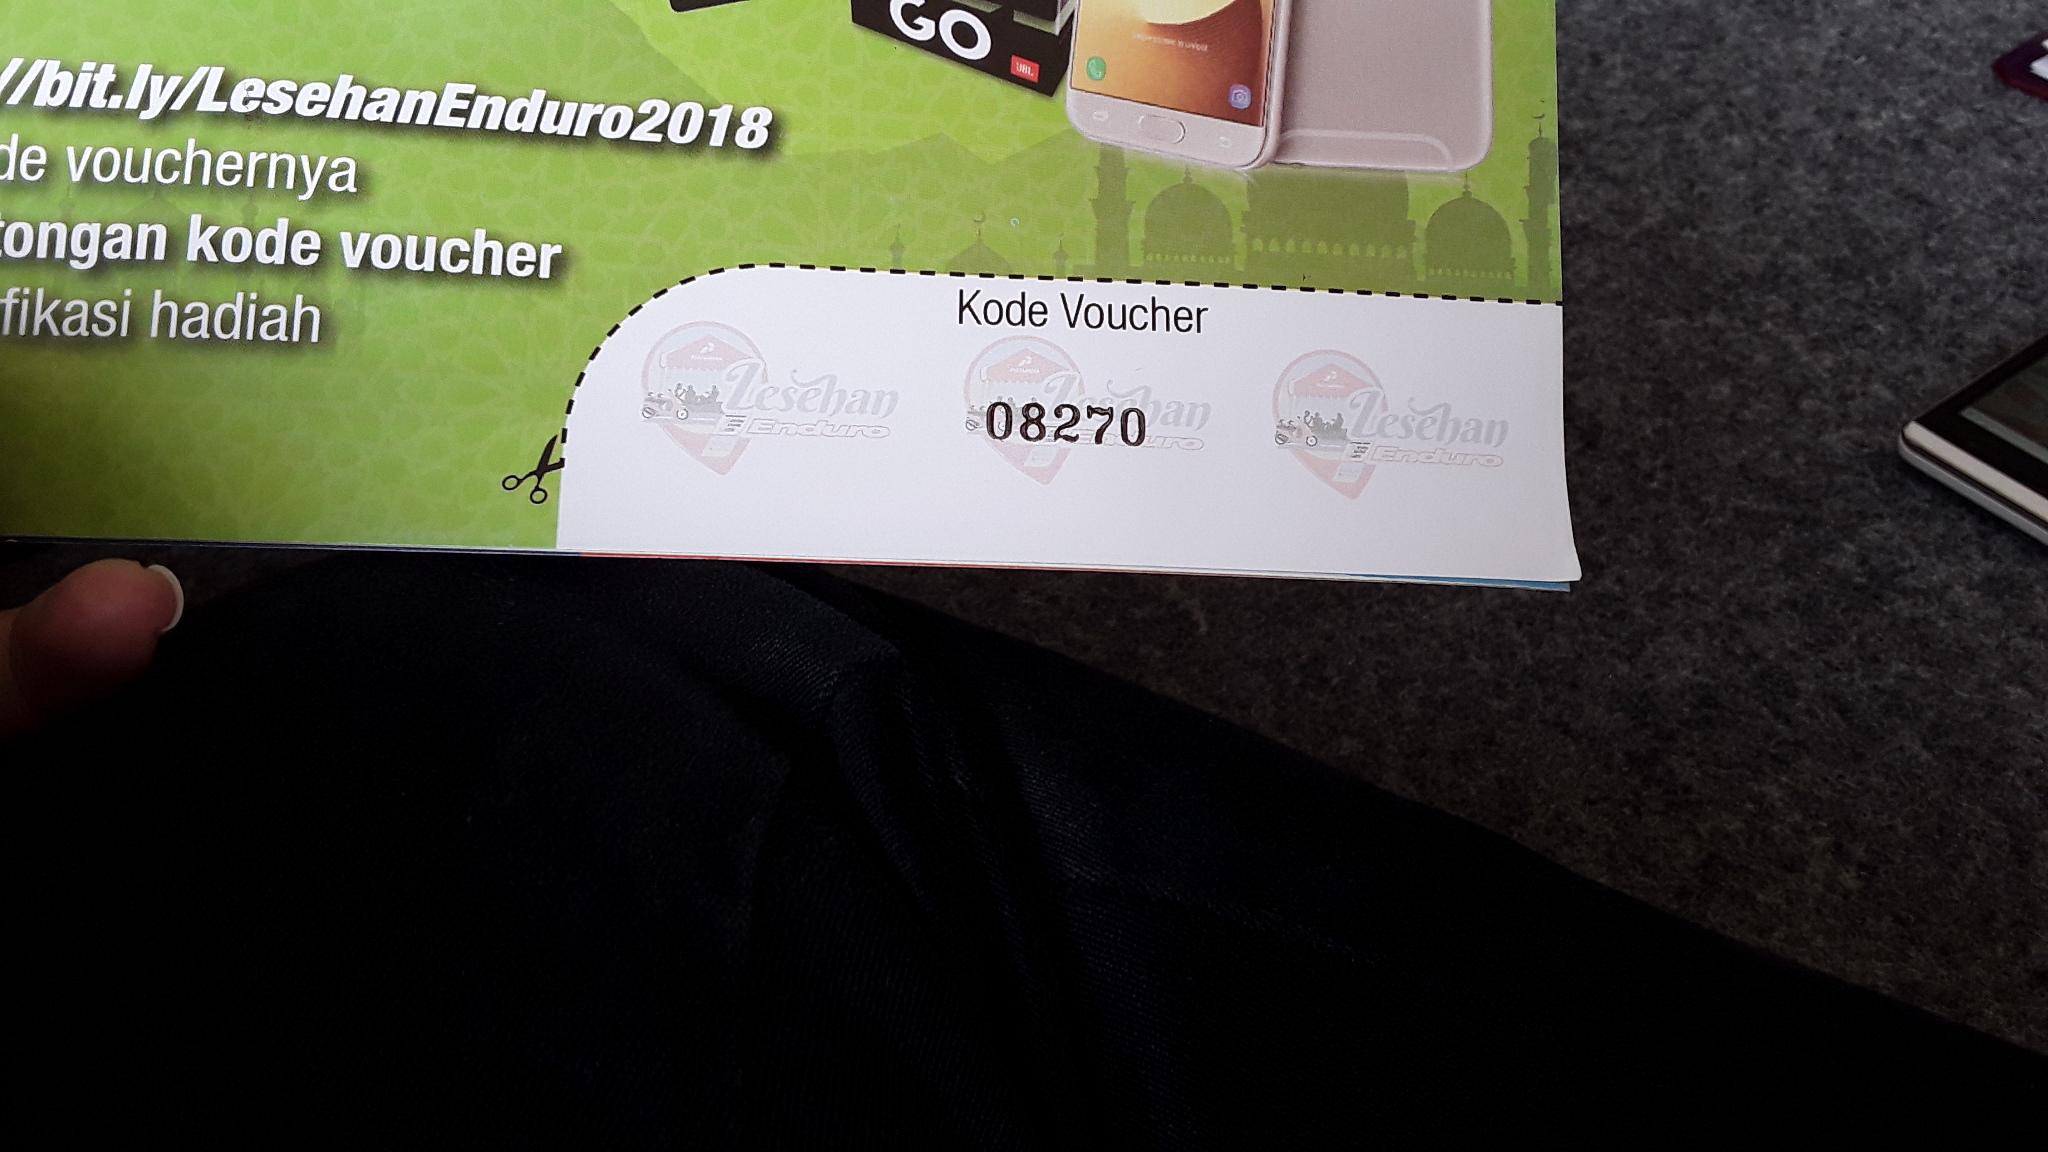 GO
JBL
//bit.ly/LesehanEnduro2018
de vouchernya
tongan kode voucher
fikasi hadiah
Kode Voucher
Lesehan Enduro
Lesehan Enduro
Lesehan Enduro
08270